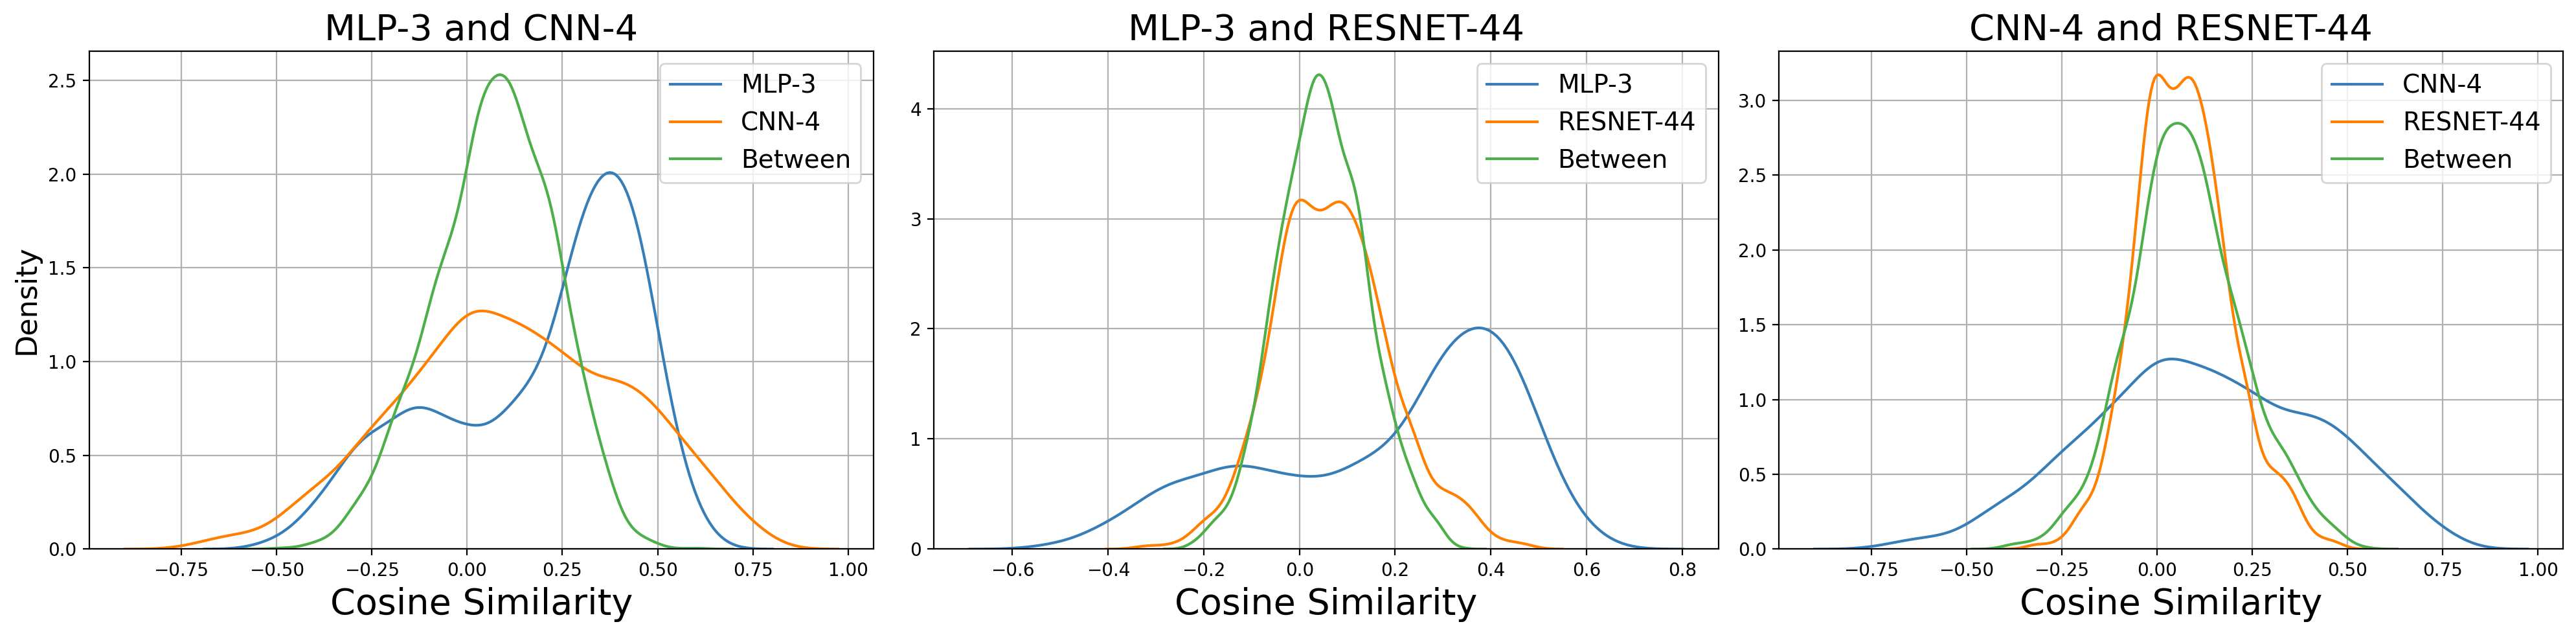 MLP-3 and CNN-4
Density
2.5
2.0
1.5
1.0
0.5
0.0
MLP-3
CNN-4
Between
−0.75 −0.50 −0.25 0.00 0.25 0.50 0.75 1.00
Cosine Similarity
MLP-3 and RESNET-44
4
3
2
1
0
MLP-3
RESNET-44
Between
−0.6 −0.4 −0.2 0.0 0.2 0.4 0.6 0.8
Cosine Similarity
CNN-4 and RESNET-44
3.0
2.5
2.0
1.5
1.0
0.5
0.0
CNN-4
RESNET-44
Between
−0.75 −0.50 −0.25 0.00 0.25 0.50 0.75 1.00
Cosine Similarity